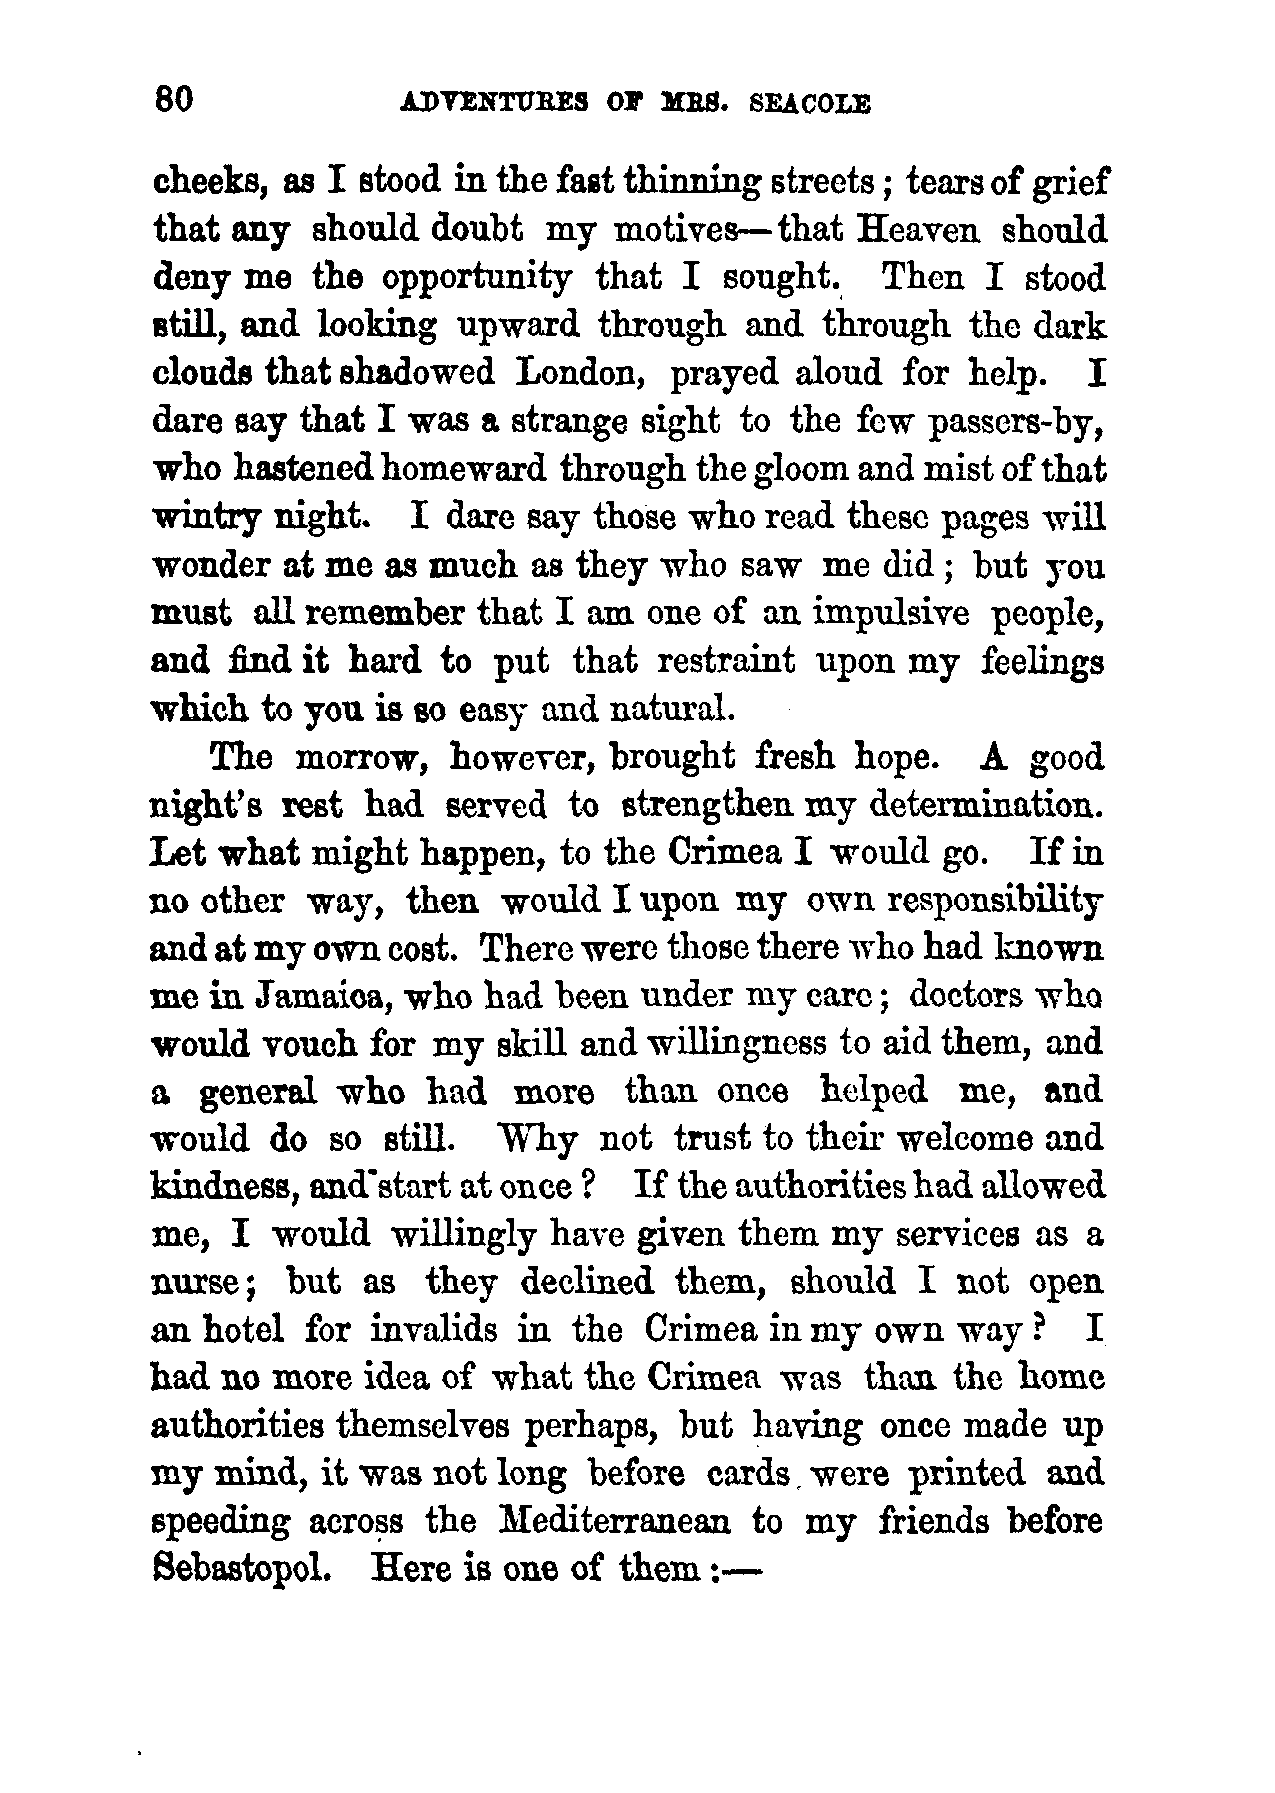 80 ADVENTURES OF MRS. SEACOLE
cheeks, as I stood in the fast thinning streets; tears of grief
that any should doubt my motives—that Heaven should
deny me the opportunity that I sought. Then I stood
still, and looking upward through and through the dark
clouds that shadowed London, prayed aloud for help. I
dare say that I was a strange sight to the few passers-by,
who hastened homeward through the gloom and mist of that
wintry night. I dare say those who read these pages will
wonder at me as much as they who saw me did; but you
must all remember that I am one of an impulsive people,
and find it hard to put that restraint upon my feelings
which to you is so easy and natural.
The morrow, however, brought fresh hope. A good
night's rest had served to strengthen my determination.
Let what might happen, to the Crimea I would go. If in
no other way, then would I upon my own responsibility
and at my own cost. There were those there who had known
me in Jamaica, who had been under my care; doctors who
would vouch for my skill and willingness to aid them, and
a general who had more than once helped me, and
would do so still. Why not trust to their welcome and
kindness, and start at once? If the authorities had allowed
me, I would willingly have given them my services as a
nurse; but as they declined them, should I not open
an hotel for invalids in the Crimea in my own way? I
had no more idea of what the Crimea was than the home
authorities themselves perhaps, but having once made up
my mind, it was not long before cards were printed and
speeding across the Mediterranean to my friends before
Sebastopol. Here is one of them:—